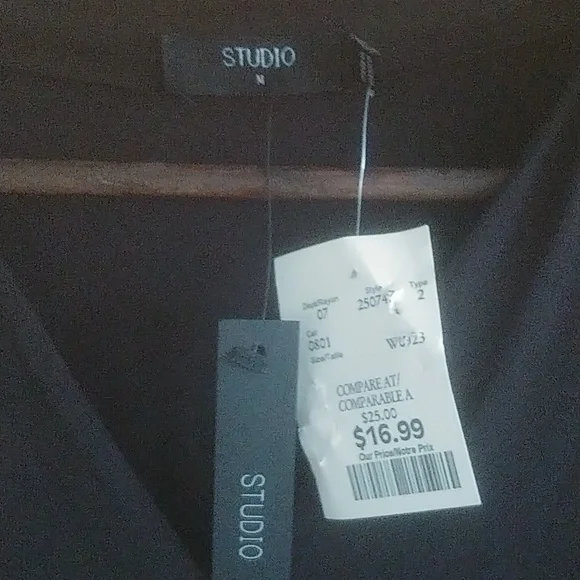 STUDIO
Dept/Rayon
Style
Type
07
2
Cat
0801
Size/Taille
COMPARE AT/
COMPARABLE A
$25.00
$16.99
Our Price/Notre Prix
STUDIO